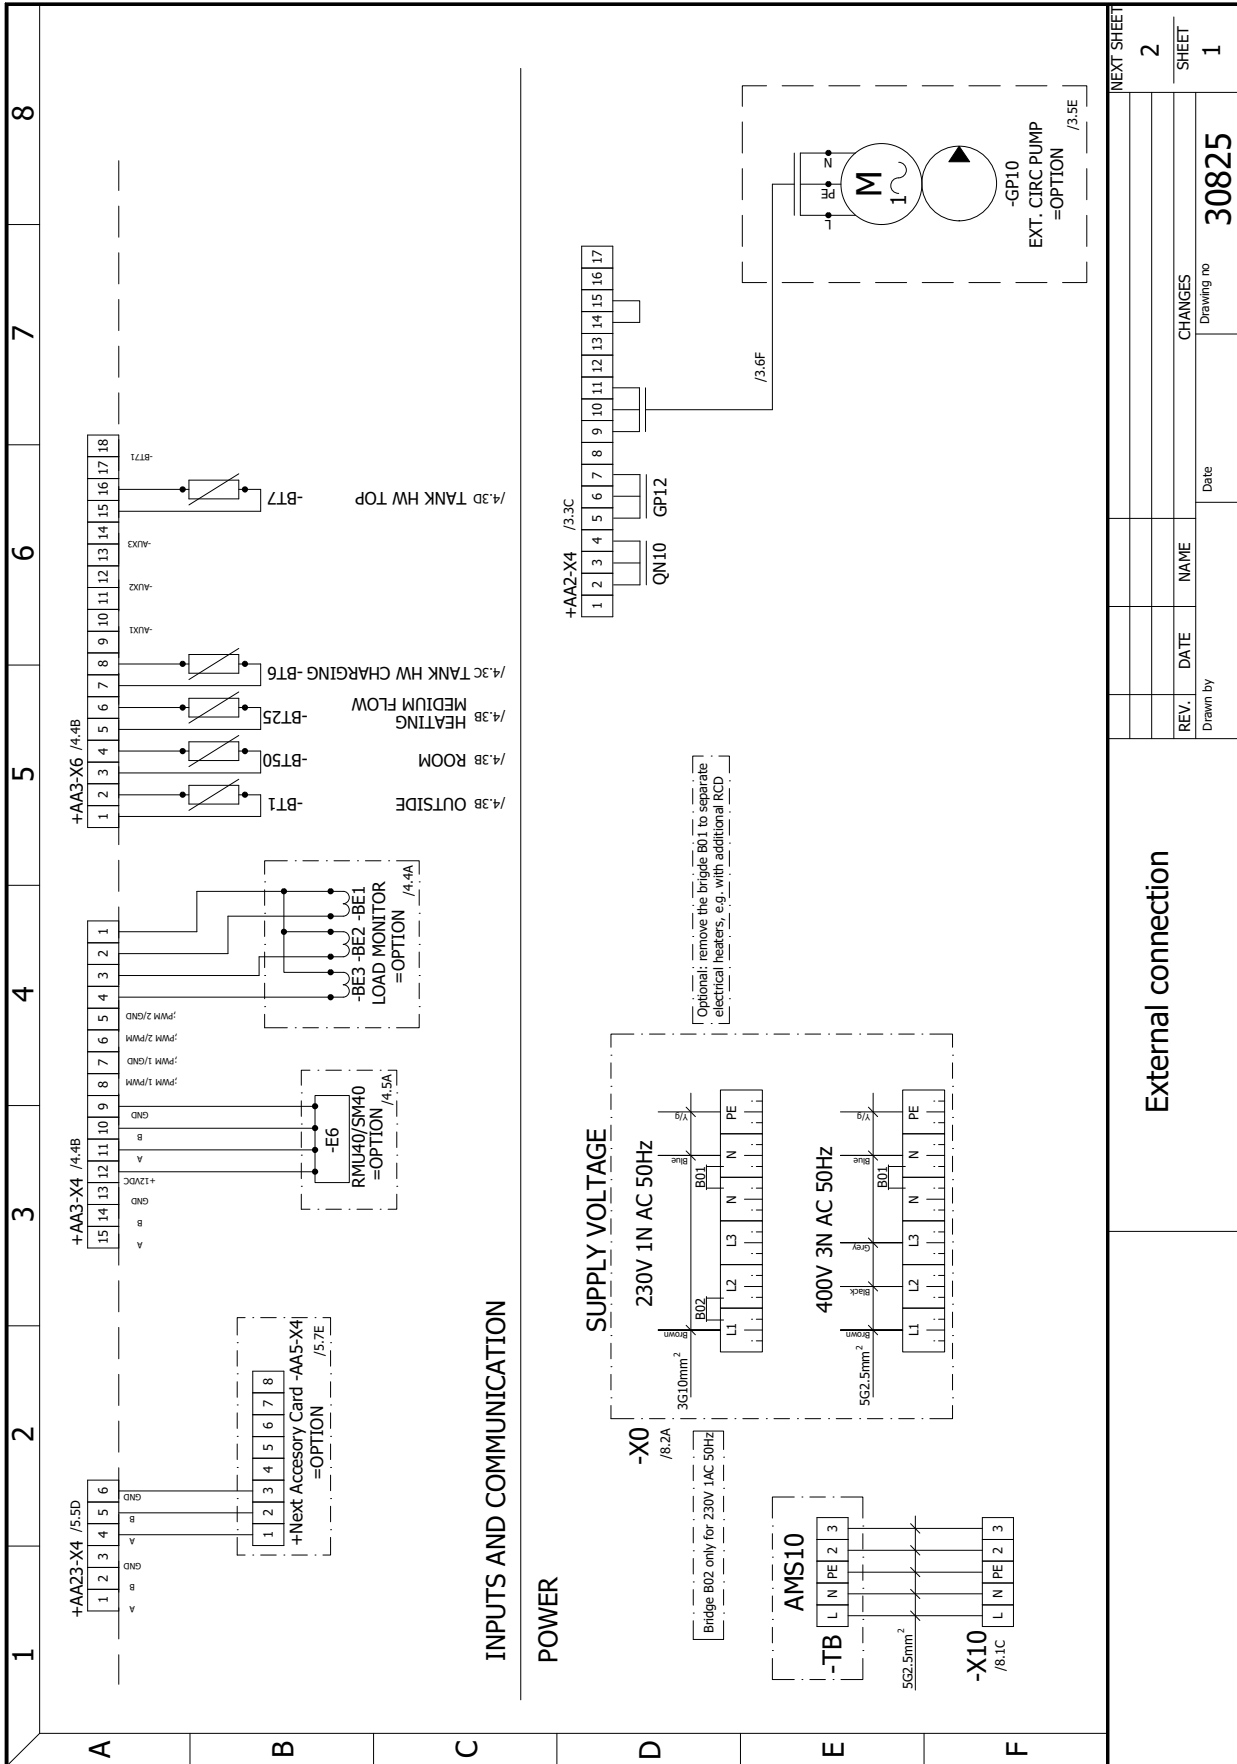 1 2 3 4 5 6 7 8
A
B
C
D
E
F
+AA23-X4 /5.5D
1 2 3 4 5 6
A B GND A B GND
+Next Accesory Card -AA5-X4
1 2 3 4 5 6 7 8
=OPTION
/5.7E
+AA3-X4 /4.4B
15 14 13 12 11 10 9 8 7 6 5 4 3 2 1
A B GND +12VDC A B GND ;PWM 1/PWM ;PWM 1/GND ;PWM 2/PWM ;PWM 2/GND
-E6
RMU40/SM40
=OPTION
/4.5A
-BE3 -BE2 -BE1
LOAD MONITOR
=OPTION
/4.4A
+AA3-X6 /4.4B
1 2 3 4 5 6 7 8 9 10 11 12 13 14 15 16 17 18
-AUX1 -AUX2 -AUX3 -BT71
-BT1
OUTSIDE
/4.3B
-BT50
ROOM
/4.3B
-BT25
HEATING
MEDIUM FLOW
/4.3B
-BT6
TANK HW CHARGING
/4.3C
-BT7
TANK HW TOP
/4.3D
INPUTS AND COMMUNICATION
POWER
SUPPLY VOLTAGE
-X0
/8.2A
Bridge B02 only for 230V 1AC 50Hz
230V 1N AC 50Hz
3G10mm²
Brown Blue Y/g
B02 B01
L1 L2 L3 N N PE
400V 3N AC 50Hz
5G2.5mm²
Brown Black Grey Blue Y/g
B01
L1 L2 L3 N N PE
Optional: remove the brigde B01 to separate
electrical heaters, e.g. with additional RCD
AMS10
-TB
L N PE 2 3
5G2.5mm²
-X10
/8.1C
L N PE 2 3
+AA2-X4 /3.3C
1 2 3 4 5 6 7 8 9 10 11 12 13 14 15 16 17
QN10
GP12
/3.6F
L PE N
M
1
-GP10
EXT. CIRC PUMP
=OPTION
/3.5E
External connection
REV. DATE NAME CHANGES
Drawn by
Date
Drawing no
30825
NEXT SHEET
2
SHEET
1